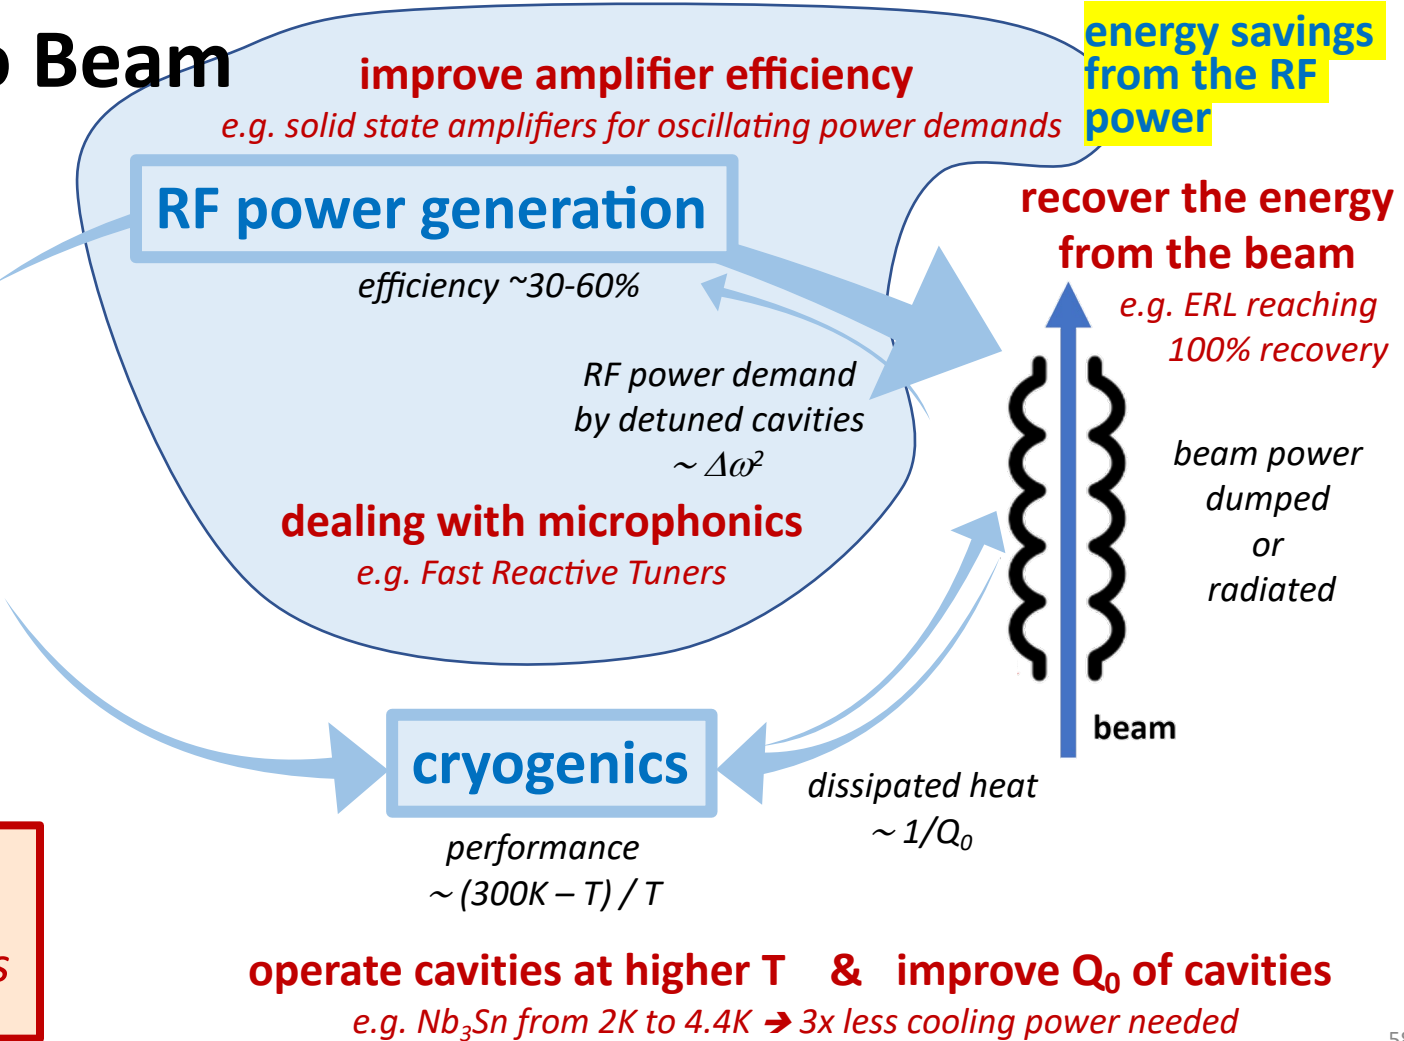 o Beam
energy savings
from the RF
power
improve amplifier efficiency
e.g. solid state amplifiers for oscillating power demands
RF power generation
efficiency ~30-60%
recover the energy
from the beam
e.g. ERL reaching
100% recovery
RF power demand
by detuned cavities
~ Δω²
beam power
dumped
or
radiated
dealing with microphonics
e.g. Fast Reactive Tuners
beam
cryogenics
dissipated heat
~ 1/Q₀
performance
~ (300K – T) / T
s
operate cavities at higher T & improve Q₀ of cavities
e.g. Nb₃Sn from 2K to 4.4K ➔ 3x less cooling power needed